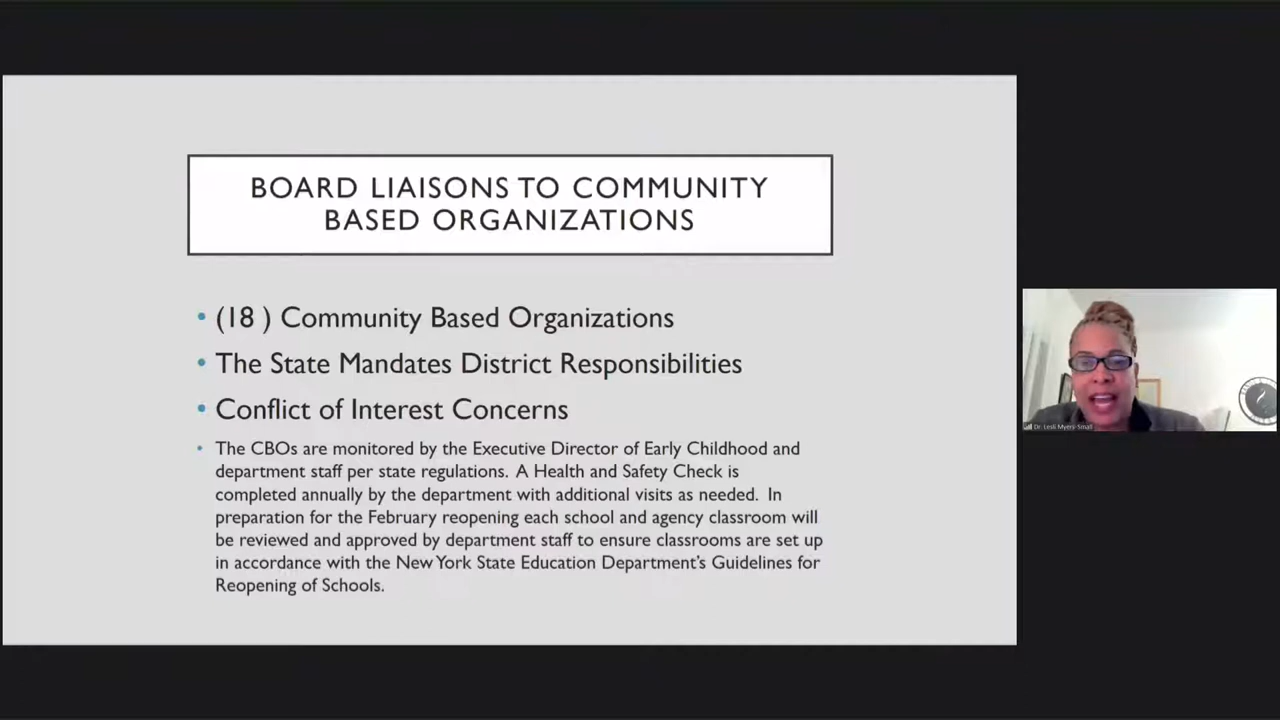 BOARD LIAISONS TO COMMUNITY
BASED ORGANIZATIONS
• (18 ) Community Based Organizations
• The State Mandates District Responsibilities
• Conflict of Interest Concerns
• The CBOs are monitored by the Executive Director of Early Childhood and
department staff per state regulations. A Health and Safety Check is
completed annually by the department with additional visits as needed. In
preparation for the February reopening each school and agency classroom will
be reviewed and approved by department staff to ensure classrooms are set up
in accordance with the New York State Education Department's Guidelines for
Reopening of Schools.
Dr. Lesli Myers-Small